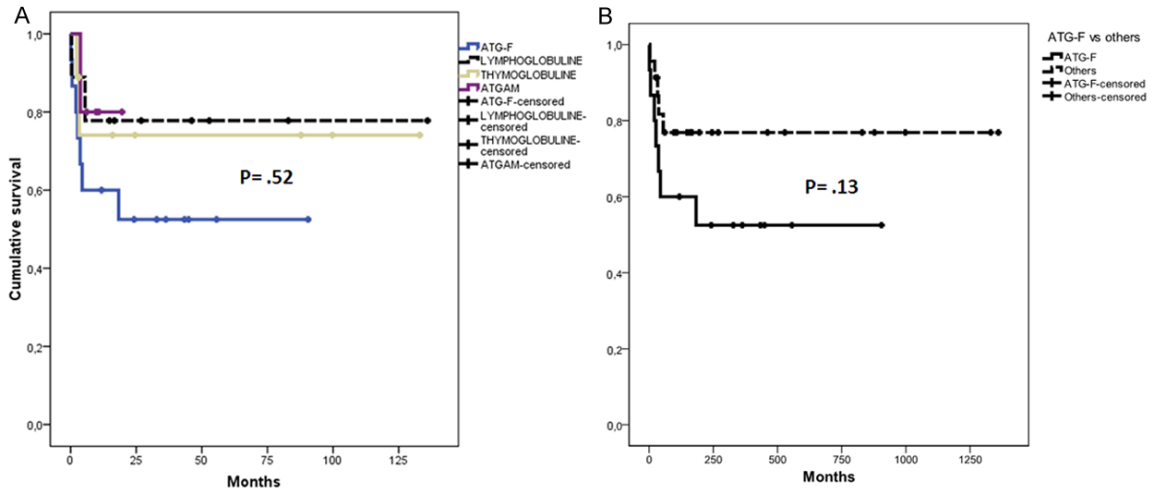 A
1,0
0,8
0,6
0,4
0,2
0,0
Cumulative survival
0 25 50 75 100 125
Months
P= .52
ATG-F
LYMPHOGLOBULINE
THYMOGLOBULINE
ATGAM
ATG-F-censored
LYMPHOGLOBULINE-
censored
THYMOGLOBULINE-
censored
ATGAM-censored
B
1,0
0,8
0,6
0,4
0,2
0,0
0 250 500 750 1000 1250
Months
P= .13
ATG-F vs others
ATG-F
Others
ATG-F-censored
Others-censored